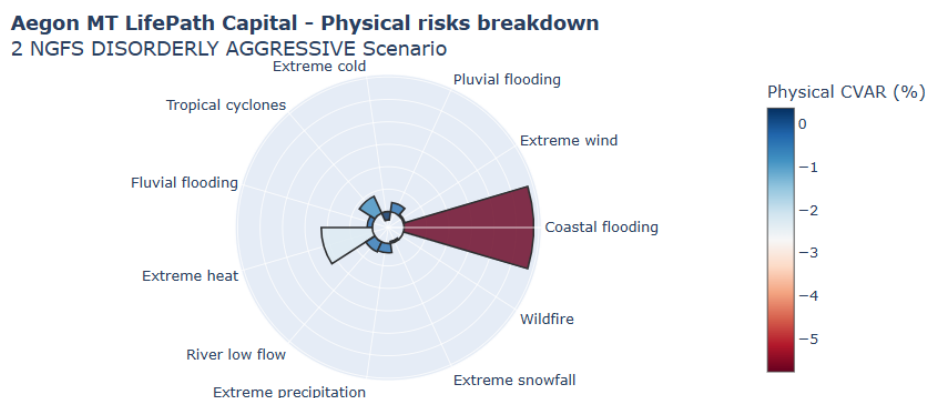 Aegon MT LifePath Capital - Physical risks breakdown
2 NGFS DISORDERLY AGGRESSIVE Scenario
Extreme cold
Pluvial flooding
Tropical cyclones
Extreme wind
Fluvial flooding
Coastal flooding
Extreme heat
Wildfire
River low flow
Extreme snowfall
Extreme precipitation
Physical CVAR (%)
0
−1
−2
−3
−4
−5